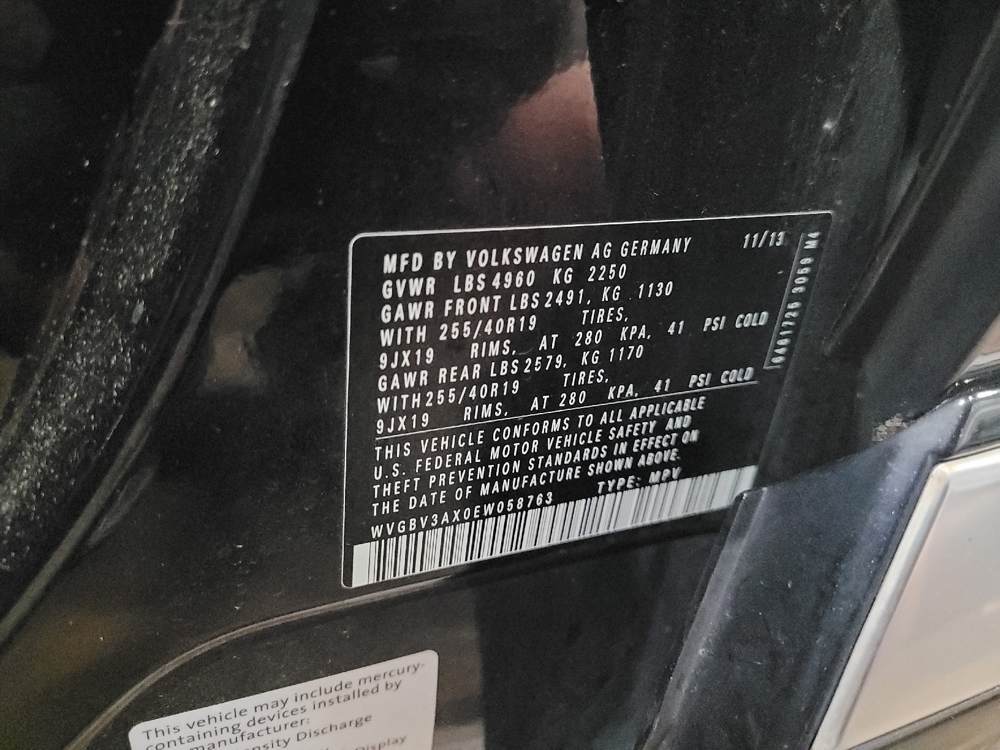 MFD BY VOLKSWAGEN AG GERMANY 11/13
GVWR LBS 4960 KG 2250
GAWR FRONT LBS 2491, KG 1130
WITH 255/40R19 TIRES,
9JX19 RIMS, AT 280 KPA, 41 PSI COLD
GAWR REAR LBS 2579, KG 1170
WITH 255/40R19 TIRES,
9JX19 RIMS, AT 280 KPA, 41 PSI COLD
THIS VEHICLE CONFORMS TO ALL APPLICABLE
U.S. FEDERAL MOTOR VEHICLE SAFETY AND
THEFT PREVENTION STANDARDS IN EFFECT ON
THE DATE OF MANUFACTURE SHOWN ABOVE.
WVGBV3AX0EW058763 TYPE: MPV
This vehicle may include mercury-
containing devices installed by
manufacturer:
Discharge
Display